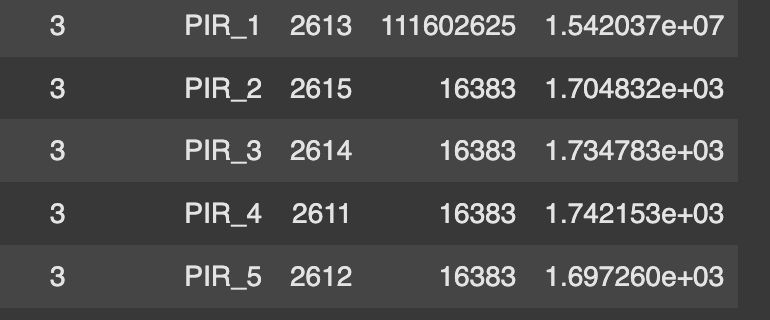 3 PIR_1 2613 111602625 1.542037e+07
3 PIR_2 2615 16383 1.704832e+03
3 PIR_3 2614 16383 1.734783e+03
3 PIR_4 2611 16383 1.742153e+03
3 PIR_5 2612 16383 1.697260e+03